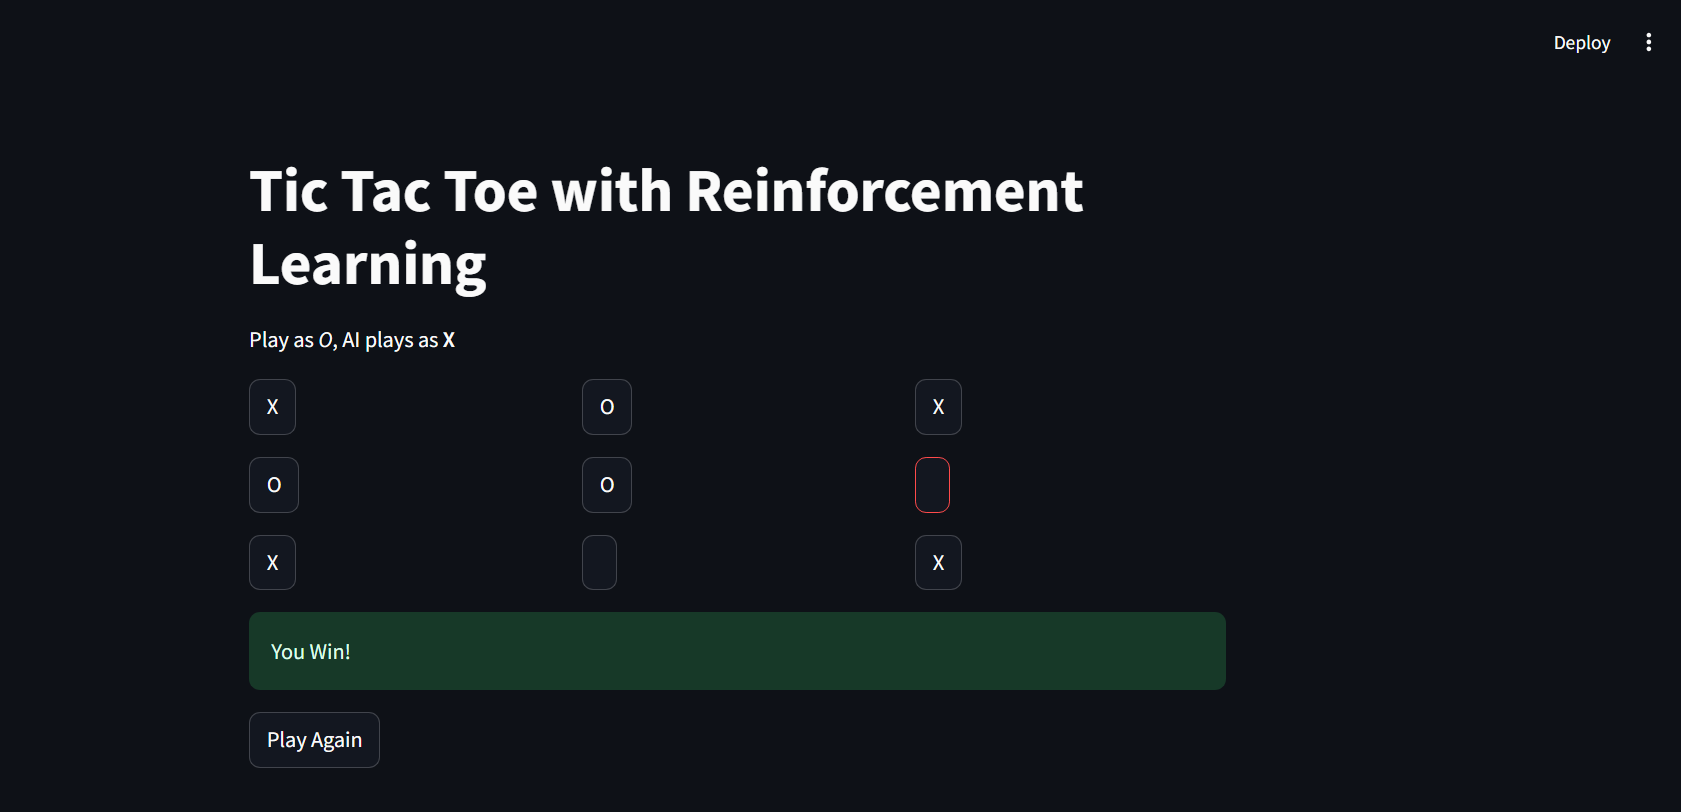 Deploy
Tic Tac Toe with Reinforcement
Learning
Play as O, AI plays as X
X O X
O O
X X
You Win!
Play Again